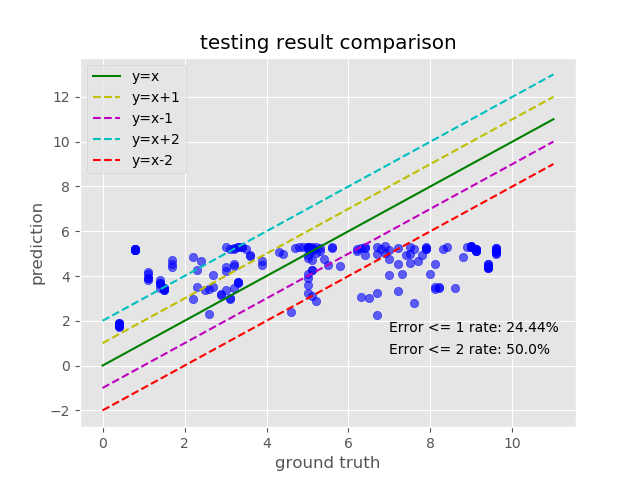 testing result comparison
y=x
y=x+1
y=x-1
y=x+2
y=x-2
12
10
8
6
4
2
0
−2
prediction
Error <= 1 rate: 24.44%
Error <= 2 rate: 50.0%
0 2 4 6 8 10
ground truth